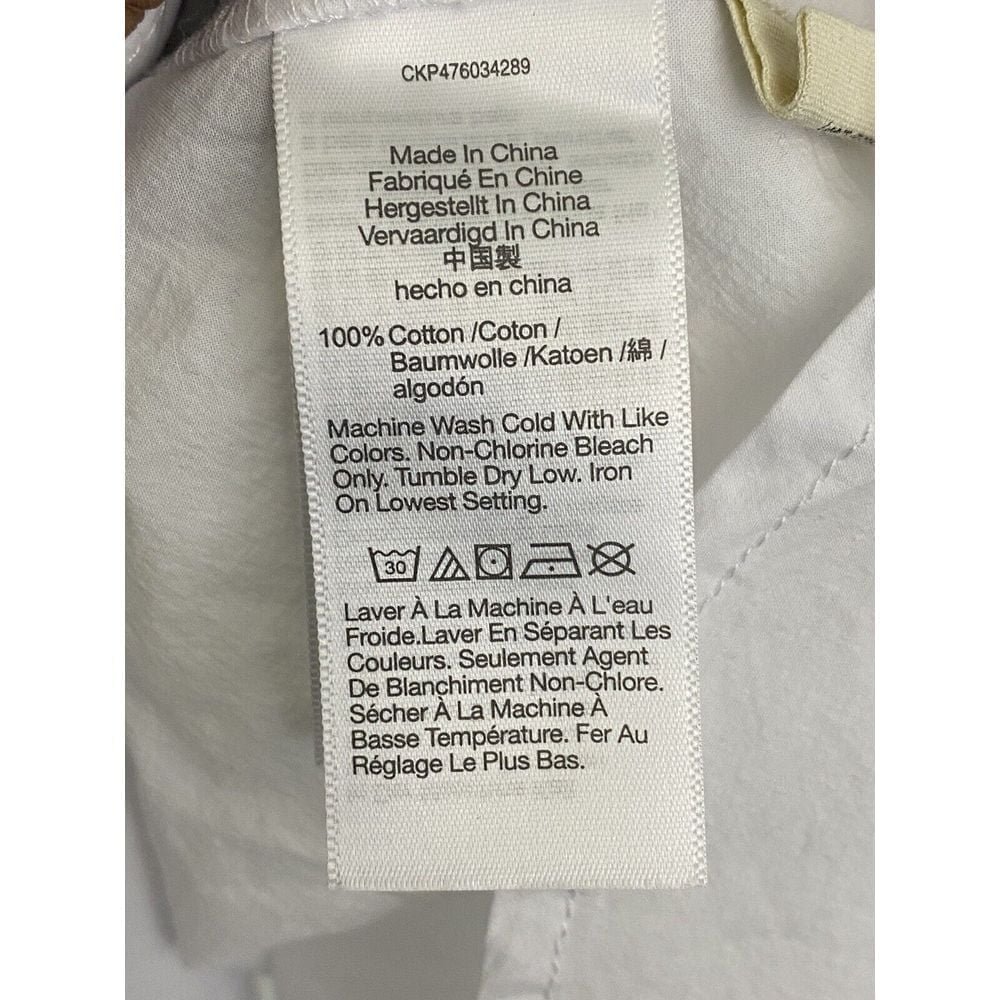 CKP476034289
Made In China
Fabriqué En Chine
Hergestellt In China
Vervaardigd In China
中国製
hecho en china
100% Cotton /Coton /
Baumwolle /Katoen /綿 /
algodón
Machine Wash Cold With Like
Colors. Non-Chlorine Bleach
Only. Tumble Dry Low. Iron
On Lowest Setting.
30
Laver À La Machine À L'eau
Froide.Laver En Séparant Les
Couleurs. Seulement Agent
De Blanchiment Non-Chlore.
Sécher À La Machine À
Basse Température. Fer Au
Réglage Le Plus Bas.